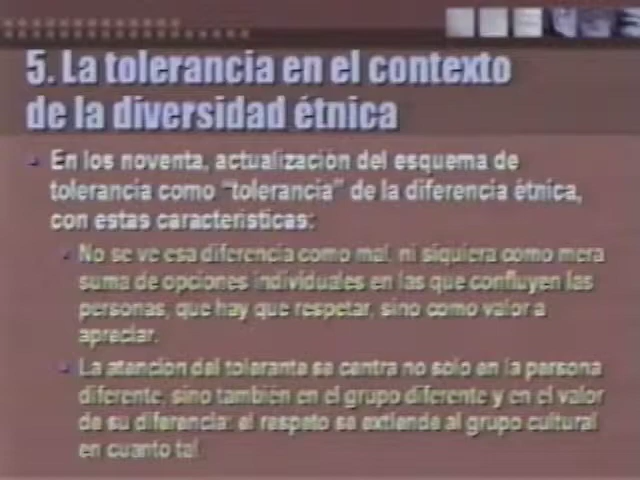 5. La tolerancia en el contexto
de la diversidad étnica
En los noventa, actualización del esquema de
tolerancia como "tolerancia" de la diferencia étnica,
con estas características:
No se ve esa diferencia como mal, ni siquiera como mera
suma de opciones individuales en las que confluyen las
personas, que hay que respetar, sino como valor a
apreciar.
La atención del tolerante se centra no sólo en la persona
diferente, sino también en el grupo diferente y en el valor
de su diferencia: el respeto se extiende al grupo cultural
en cuanto tal.